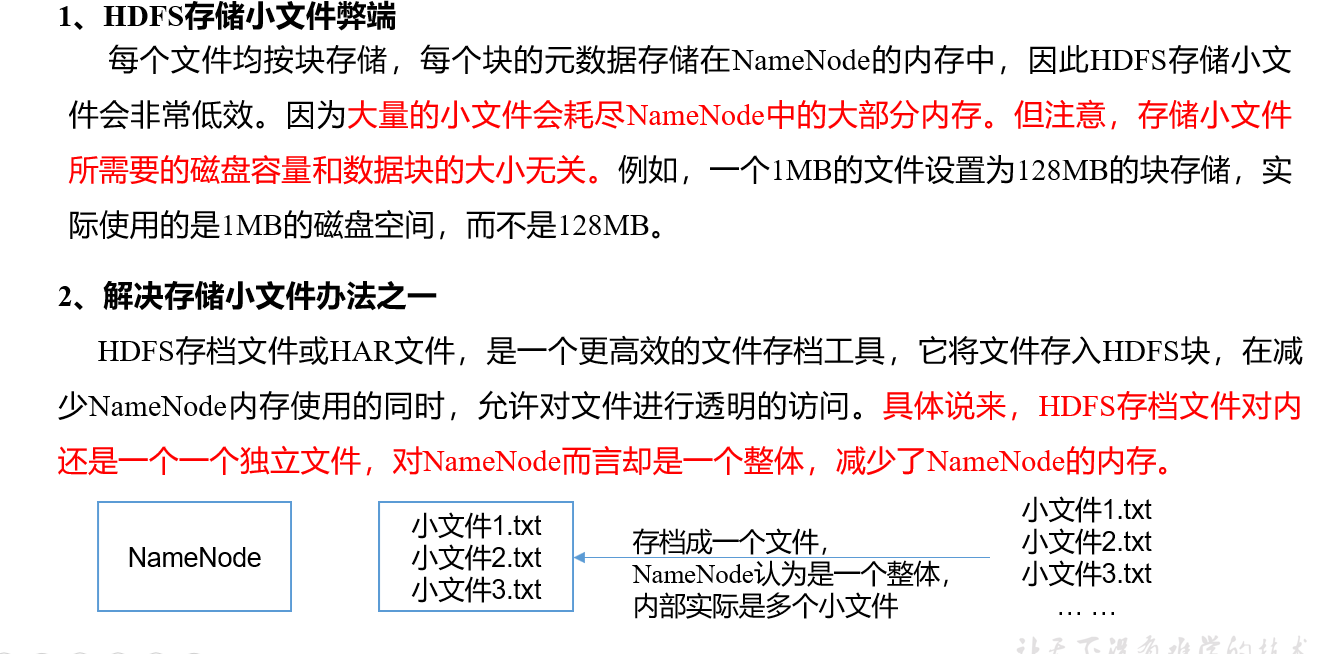 1、HDFS存储小文件弊端
每个文件均按块存储，每个块的元数据存储在NameNode的内存中，因此HDFS存储小文
件会非常低效。因为大量的小文件会耗尽NameNode中的大部分内存。但注意，存储小文件
所需要的磁盘容量和数据块的大小无关。例如，一个1MB的文件设置为128MB的块存储，实
际使用的是1MB的磁盘空间，而不是128MB。
2、解决存储小文件办法之一
HDFS存档文件或HAR文件，是一个更高效的文件存档工具，它将文件存入HDFS块，在减
少NameNode内存使用的同时，允许对文件进行透明的访问。具体说来，HDFS存档文件对内
还是一个一个独立文件，对NameNode而言却是一个整体，减少了NameNode的内存。
NameNode
小文件1.txt
小文件2.txt
小文件3.txt
存档成一个文件，
NameNode认为是一个整体，
内部实际是多个小文件
小文件1.txt
小文件2.txt
小文件3.txt
… …
让天下没有难学的技术